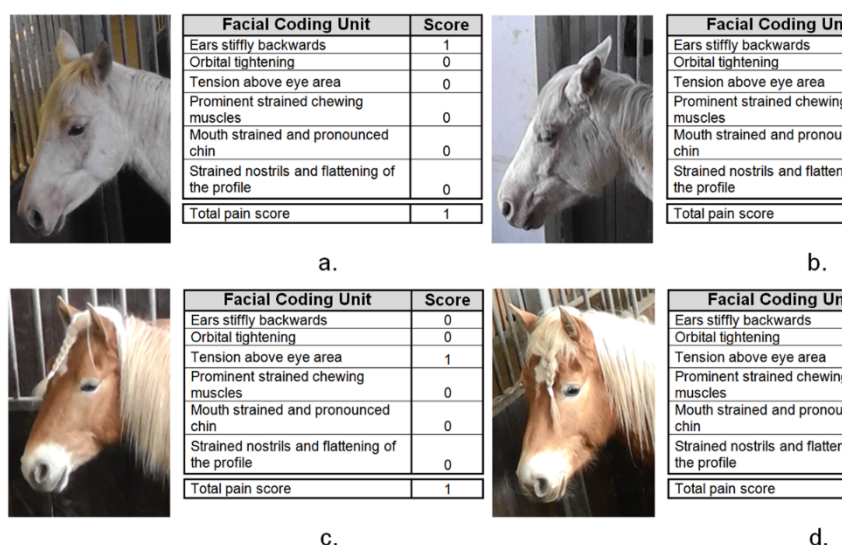 Facial Coding Unit Score
Ears stiffly backwards 1
Orbital tightening 0
Tension above eye area 0
Prominent strained chewing
muscles 0
Mouth strained and pronounced
chin 0
Strained nostrils and flattening of
the profile 0
Total pain score 1
a.
Facial Coding Un
Ears stiffly backwards
Orbital tightening
Tension above eye area
Prominent strained chewing
muscles
Mouth strained and pronou
chin
Strained nostrils and flatten
the profile
Total pain score
b.
Facial Coding Unit Score
Ears stiffly backwards 0
Orbital tightening 0
Tension above eye area 1
Prominent strained chewing
muscles 0
Mouth strained and pronounced
chin 0
Strained nostrils and flattening of
the profile 0
Total pain score 1
c.
Facial Coding Un
Ears stiffly backwards
Orbital tightening
Tension above eye area
Prominent strained chewing
muscles
Mouth strained and pronou
chin
Strained nostrils and flatten
the profile
Total pain score
d.